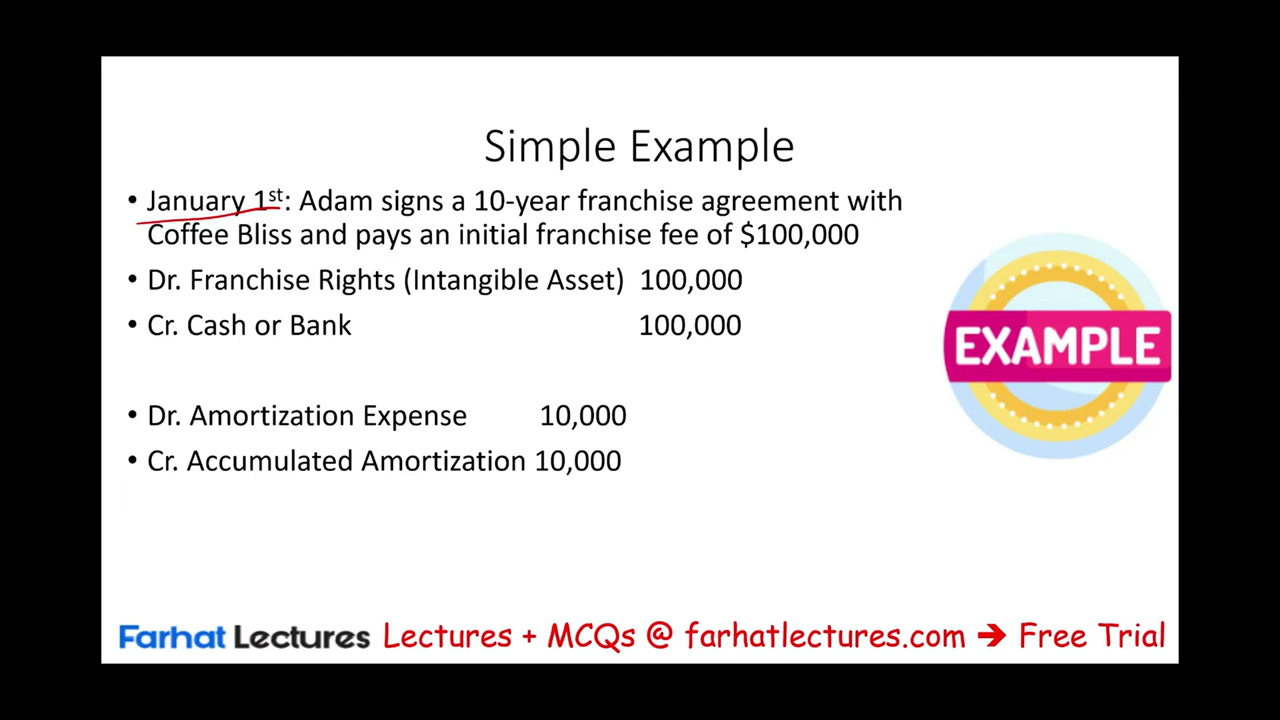 Simple Example
• January 1st: Adam signs a 10-year franchise agreement with
Coffee Bliss and pays an initial franchise fee of $100,000
• Dr. Franchise Rights (Intangible Asset) 100,000
• Cr. Cash or Bank 100,000
EXAMPLE
• Dr. Amortization Expense 10,000
• Cr. Accumulated Amortization 10,000
Farhat Lectures Lectures + MCQs @ farhatlectures.com → Free Trial